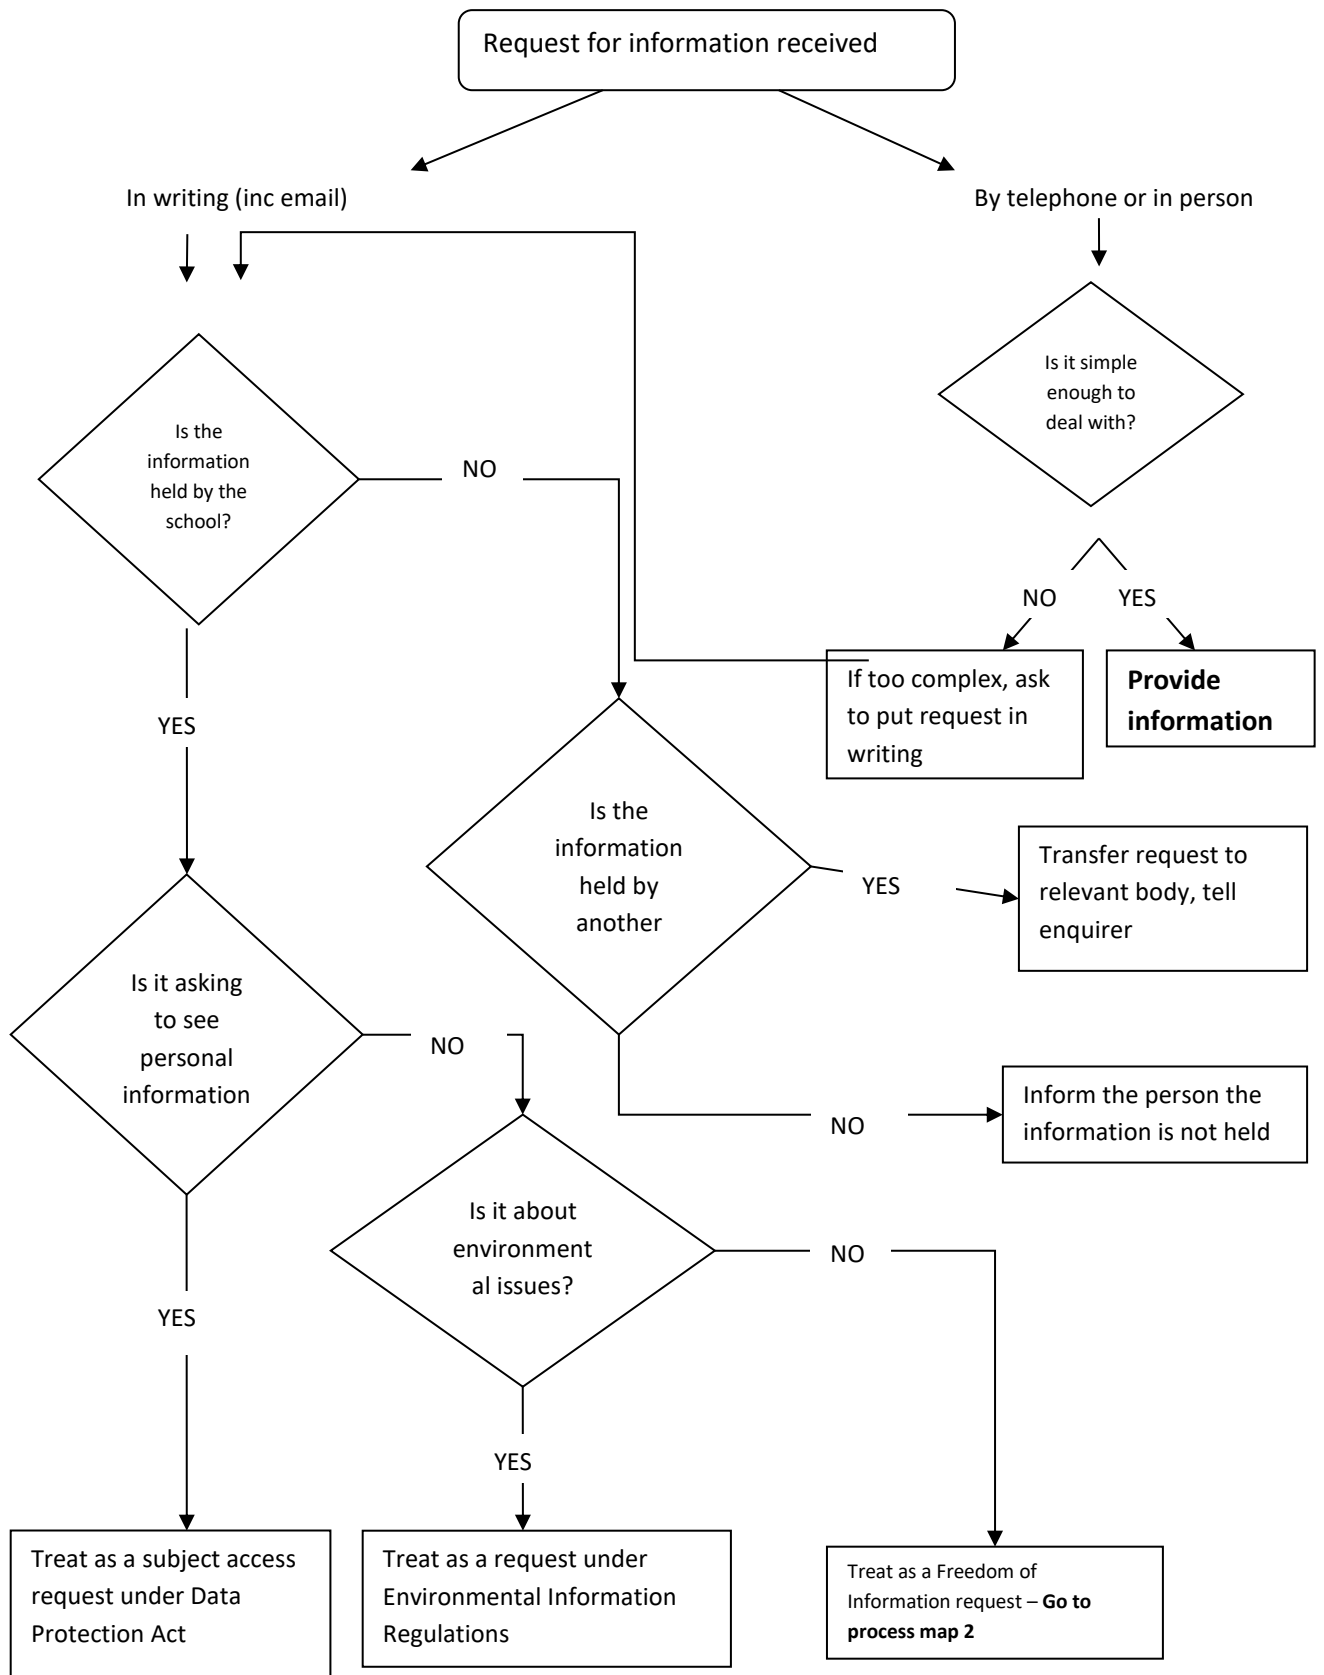 Request for information received
In writing (inc email)
By telephone or in person
Is it simple
enough to
deal with?
Is the
information
held by the
school?
NO
NO
YES
If too complex, ask
to put request in
writing
Provide
information
YES
Is the
information
held by
another
YES
Transfer request to
relevant body, tell
enquirer
Is it asking
to see
personal
information
NO
NO
Inform the person the
information is not held
Is it about
environment
al issues?
NO
YES
YES
Treat as a subject access
request under Data
Protection Act
Treat as a request under
Environmental Information
Regulations
Treat as a Freedom of
Information request – Go to
process map 2